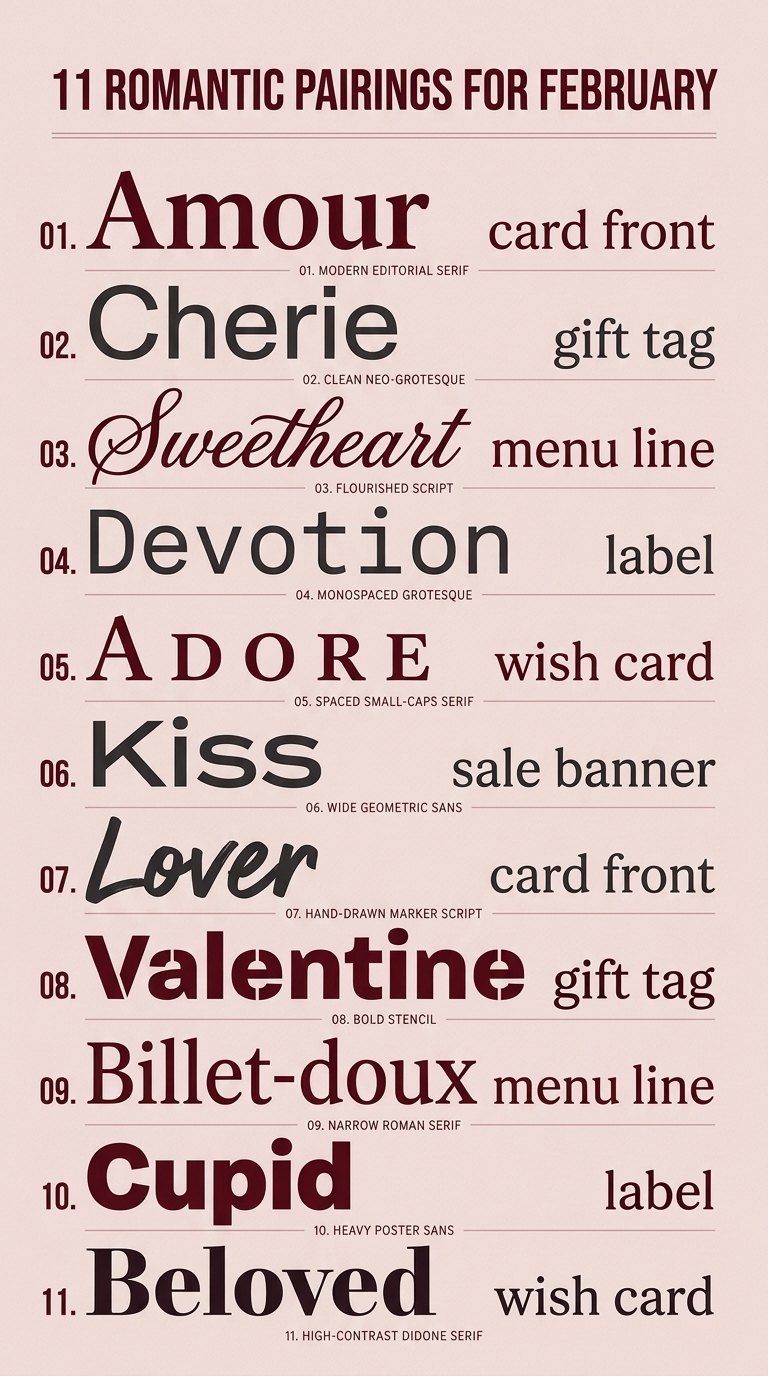 11 ROMANTIC PAIRINGS FOR FEBRUARY
01. Amour card front
01. MODERN EDITORIAL SERIF
02. Cherie gift tag
02. CLEAN NEO-GROTESQUE
03. Sweetheart menu line
03. FLOURISHED SCRIPT
04. Devotion label
04. MONOSPACED GROTESQUE
05. ADORE wish card
05. SPACED SMALL-CAPS SERIF
06. Kiss sale banner
06. WIDE GEOMETRIC SANS
07. Lover card front
07. HAND-DRAWN MARKER SCRIPT
08. Valentine gift tag
08. BOLD STENCIL
09. Billet-doux menu line
09. NARROW ROMAN SERIF
10. Cupid label
10. HEAVY POSTER SANS
11. Beloved wish card
11. HIGH-CONTRAST DIDONE SERIF